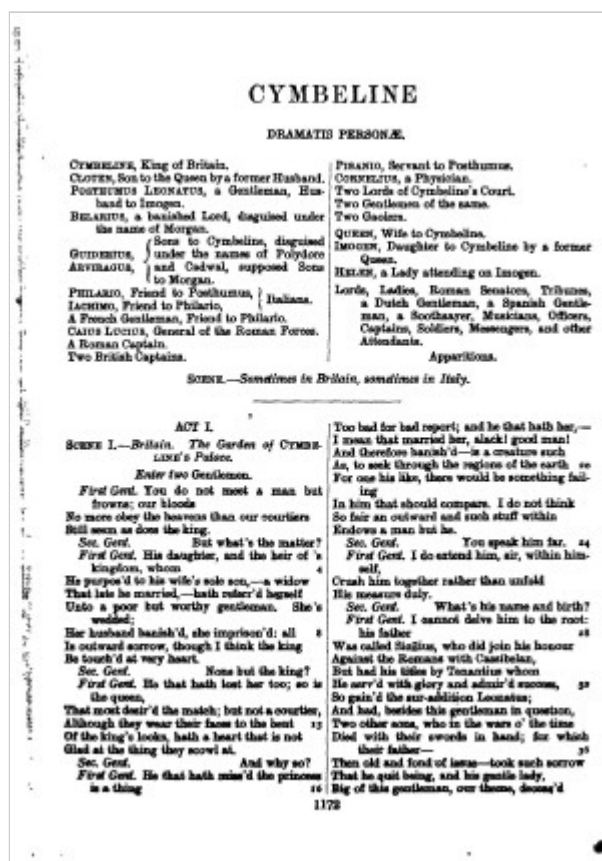 CYMBELINE
DRAMATIS PERSONÆ.
CYMBELINE, King of Britain.
CLOTEN, Son to the Queen by a former Husband.
POSTHUMUS LEONATUS, a Gentleman, Hus-
band to Imogen.
BELARIUS, a banished Lord, disguised under
the name of Morgan.
GUIDERIUS,
ARVIRAGUS,
Sons to Cymbeline, disguised
under the names of Polydore
and Cadwal, supposed Sons
to Morgan.
PHILARIO, Friend to Posthumus,
IACHIMO, Friend to Philario,
Italians.
A French Gentleman, Friend to Philario.
CAIUS LUCIUS, General of the Roman Forces.
A Roman Captain.
Two British Captains.
PISANIO, Servant to Posthumus.
CORNELIUS, a Physician.
Two Lords of Cymbeline's Court.
Two Gentlemen of the same.
Two Gaolers.
QUEEN, Wife to Cymbeline.
IMOGEN, Daughter to Cymbeline by a former
Queen.
HELEN, a Lady attending on Imogen.
Lords, Ladies, Roman Senators, Tribunes,
a Dutch Gentleman, a Spanish Gentle-
man, a Soothsayer, Musicians, Officers,
Captains, Soldiers, Messengers, and other
Attendants.
Apparitions.
SCENE.—Sometimes in Britain, sometimes in Italy.
ACT I.
SCENE I.—Britain. The Garden of CYMBE-
LINE'S Palace.
Enter two Gentlemen.
First Gent. You do not meet a man but
frowns; our bloods
No more obey the heavens than our courtiers
Still seem as does the king.
Sec. Gent. But what's the matter?
First Gent. His daughter, and the heir of 's
kingdom, whom 4
He purpos'd to his wife's sole son,—a widow
That late he married,—hath referr'd herself
Unto a poor but worthy gentleman. She's
wedded;
Her husband banish'd, she imprison'd: all 8
Is outward sorrow, though I think the king
Be touch'd at very heart.
Sec. Gent. None but the king?
First Gent. He that hath lost her too; so is
the queen,
That most desir'd the match; but not a courtier,
Although they wear their faces to the bent 13
Of the king's looks, hath a heart that is not
Glad at the thing they scowl at.
Sec. Gent. And why so?
First Gent. He that hath miss'd the princess
is a thing 16
Too bad for bad report; and he that hath her,—
I mean that married her, alack! good man!
And therefore banish'd—is a creature such
As, to seek through the regions of the earth 20
For one his like, there would be something fail-
ing
In him that should compare. I do not think
So fair an outward and such stuff within
Endows a man but he.
Sec. Gent. You speak him far. 24
First Gent. I do extend him, sir, within him-
self,
Crush him together rather than unfold
His measure duly.
Sec. Gent. What's his name and birth?
First Gent. I cannot delve him to the root:
his father 28
Was called Sicilius, who did join his honour
Against the Romans with Cassibelan,
But had his titles by Tenantius whom
He serv'd with glory and admir'd success, 32
So gain'd the sur-addition Leonatus;
And had, besides this gentleman in question,
Two other sons, who in the wars o' the time
Died with their swords in hand; for which
their father— 36
Then old and fond of issue—took such sorrow
That he quit being, and his gentle lady,
Big of this gentleman, our theme, deceas'd
1172